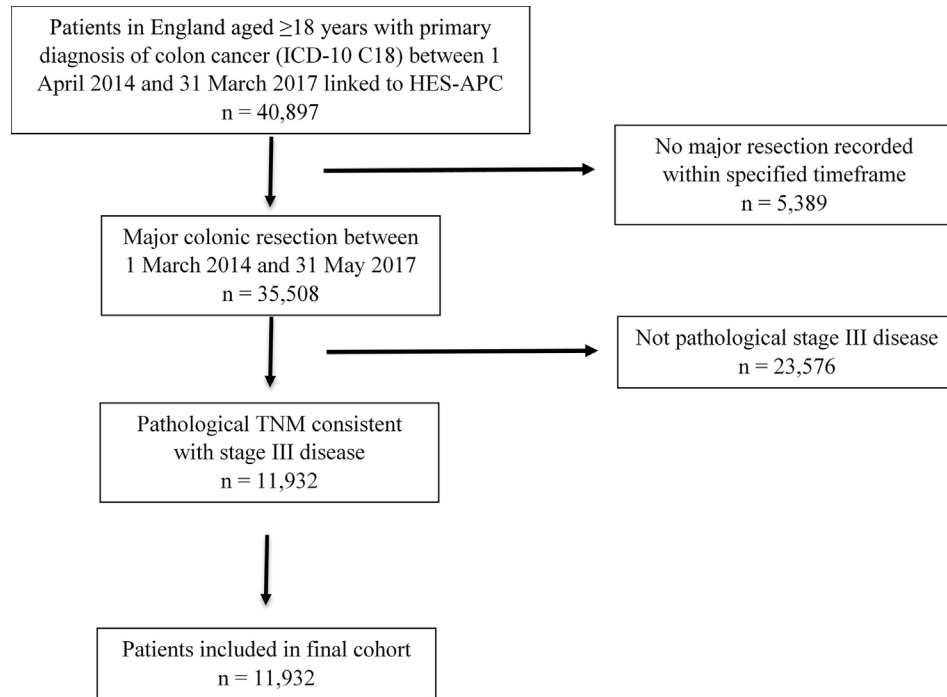 Patients in England aged ≥18 years with primary
diagnosis of colon cancer (ICD-10 C18) between 1
April 2014 and 31 March 2017 linked to HES-APC
n = 40,897
No major resection recorded
within specified timeframe
n = 5,389
Major colonic resection between
1 March 2014 and 31 May 2017
n = 35,508
Not pathological stage III disease
n = 23,576
Pathological TNM consistent
with stage III disease
n = 11,932
Patients included in final cohort
n = 11,932